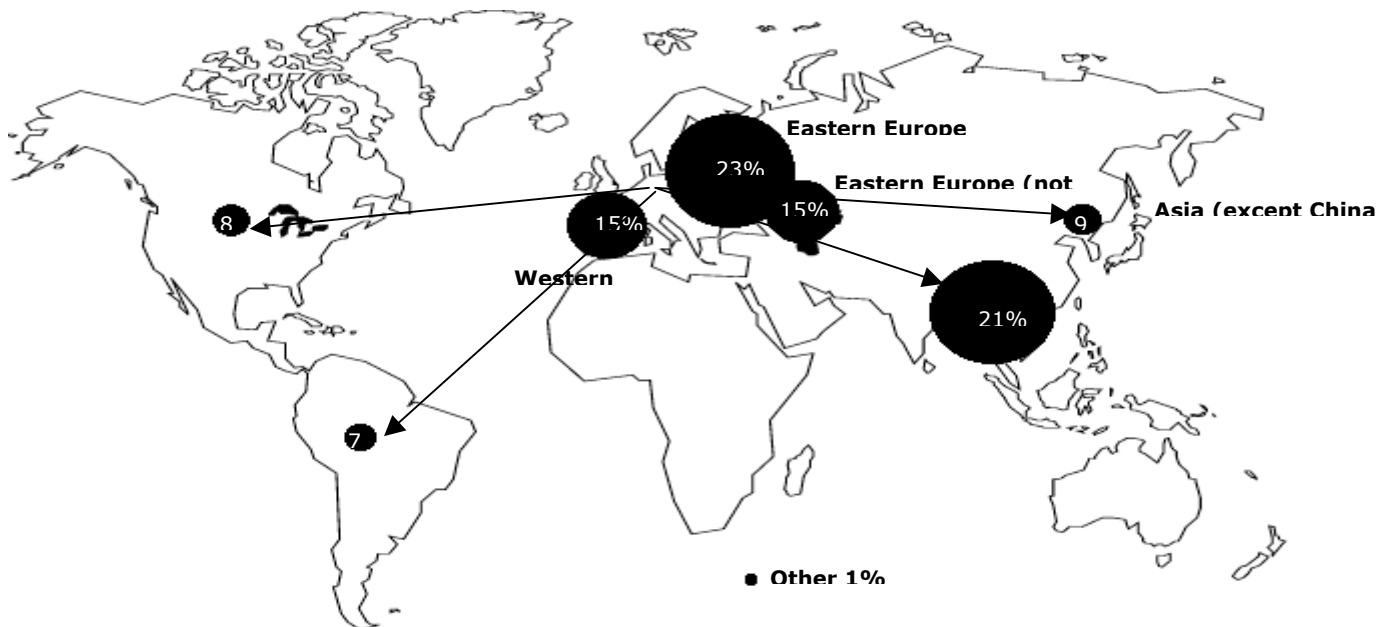 Eastern Europe
23%
Eastern Europe (not
15%
15%
8
9
Asia (except China
Western
21%
7
Other 1%